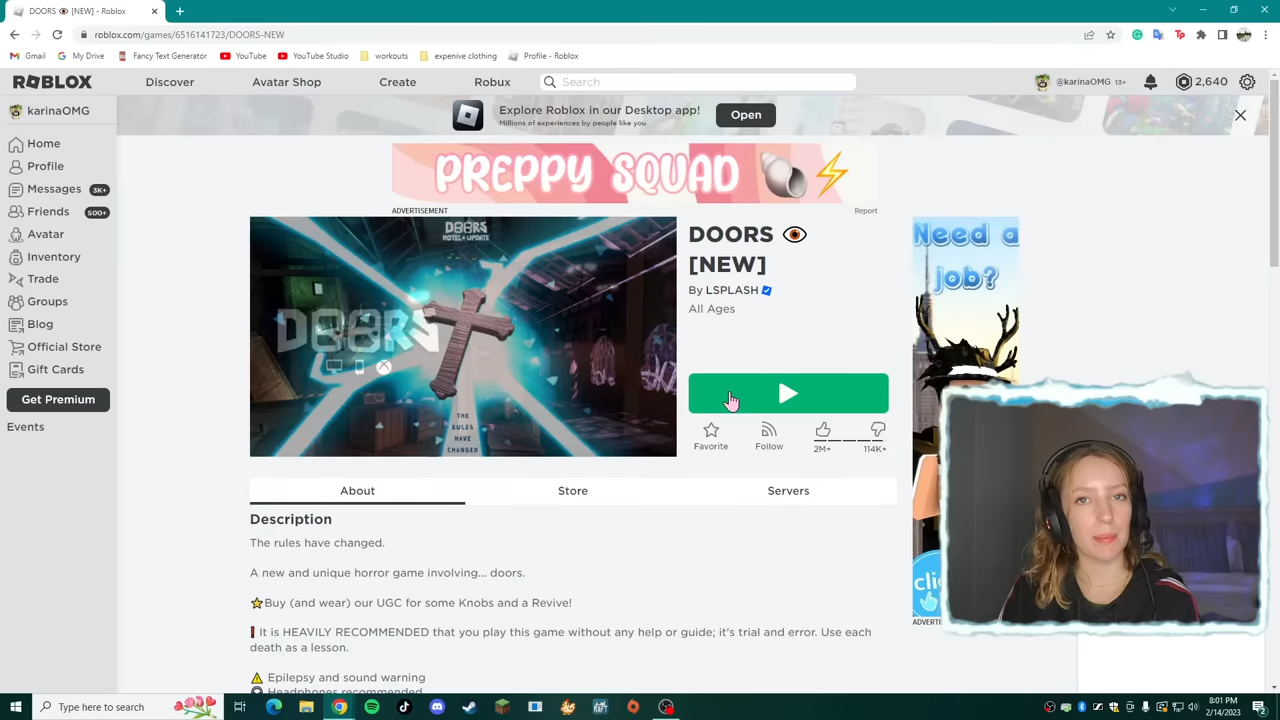 DOORS 👁 [NEW] - Roblox
roblox.com/games/6516141723/DOORS-NEW
Gmail My Drive Fancy Text Generator YouTube YouTube Studio workouts expenive clothing Profile - Roblox
ROBLOX Discover Avatar Shop Create Robux Search @karinaOMG 13+ 2,640
karinaOMG
Explore Roblox in our Desktop app!
Millions of experiences by people like you
Open
Home
Profile
Messages 3K+
Friends 500+
Avatar
Inventory
Trade
Groups
Blog
Official Store
Gift Cards
Get Premium
Events
PREPPY SQUAD
ADVERTISEMENT Report
DOORS
HOTEL+ UPDATE
DOORS
THE
RULES
HAVE
CHANGED
DOORS 👁
[NEW]
By LSPLASH
All Ages
Favorite Follow 2M+ 114K+
Need a
job?
About Store Servers
Description
The rules have changed.
A new and unique horror game involving... doors.
⭐Buy (and wear) our UGC for some Knobs and a Revive!
❗It is HEAVILY RECOMMENDED that you play this game without any help or guide; it's trial and error. Use each
death as a lesson.
⚠ Epilepsy and sound warning
Headphones recommended
Type here to search
8:01 PM
2/14/2023